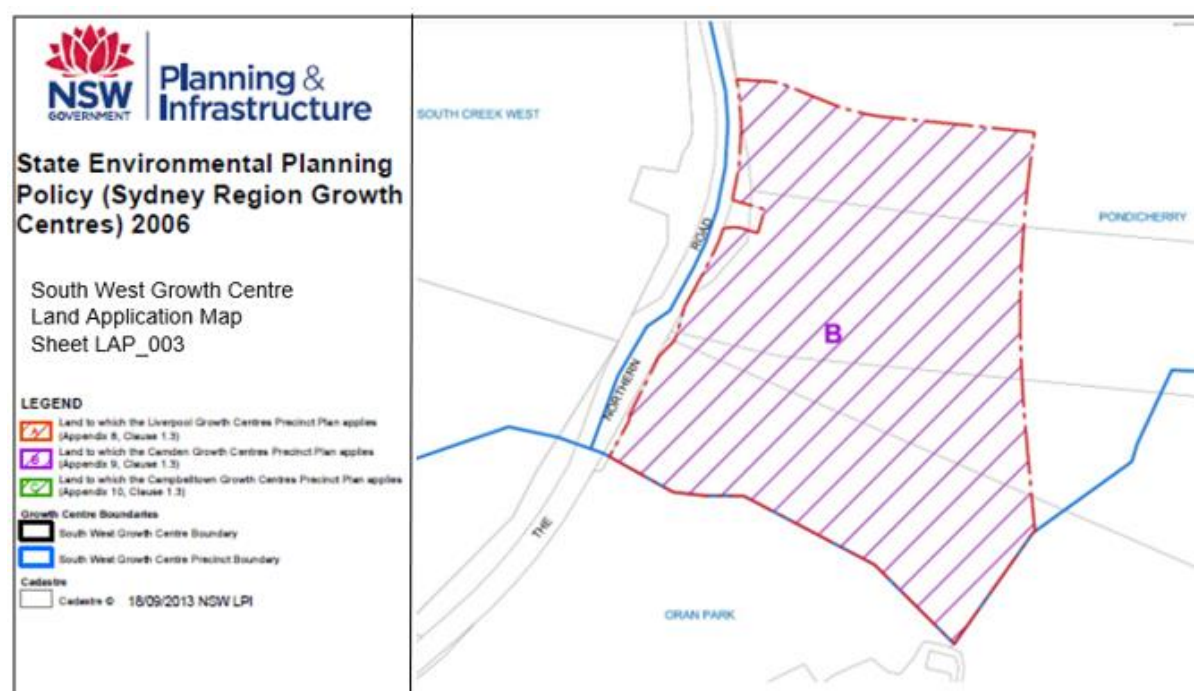 NSW
GOVERNMENT
Planning &
Infrastructure
State Environmental Planning
Policy (Sydney Region Growth
Centres) 2006
South West Growth Centre
Land Application Map
Sheet LAP_003
LEGEND
A
Land to which the Liverpool Growth Centres Precinct Plan applies
(Appendix 8, Clause 1.3)
B
Land to which the Camden Growth Centres Precinct Plan applies
(Appendix 9, Clause 1.3)
C
Land to which the Campbelltown Growth Centres Precinct Plan applies
(Appendix 10, Clause 1.3)
Growth Centre Boundaries
South West Growth Centre Boundary
South West Growth Centre Precinct Boundary
Cadastre
Cadastre © 18/09/2013 NSW LPI
SOUTH CREEK WEST
PONDICHERRY
ROAD
B
NORTHERN
THE
ORAN PARK